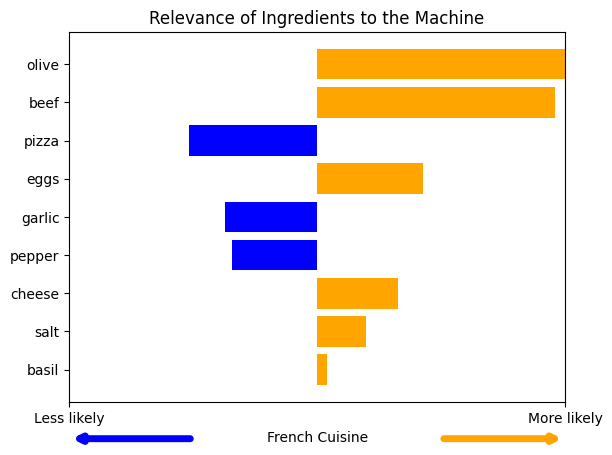 Relevance of Ingredients to the Machine
olive
beef
pizza
eggs
garlic
pepper
cheese
salt
basil
Less likely
More likely
French Cuisine